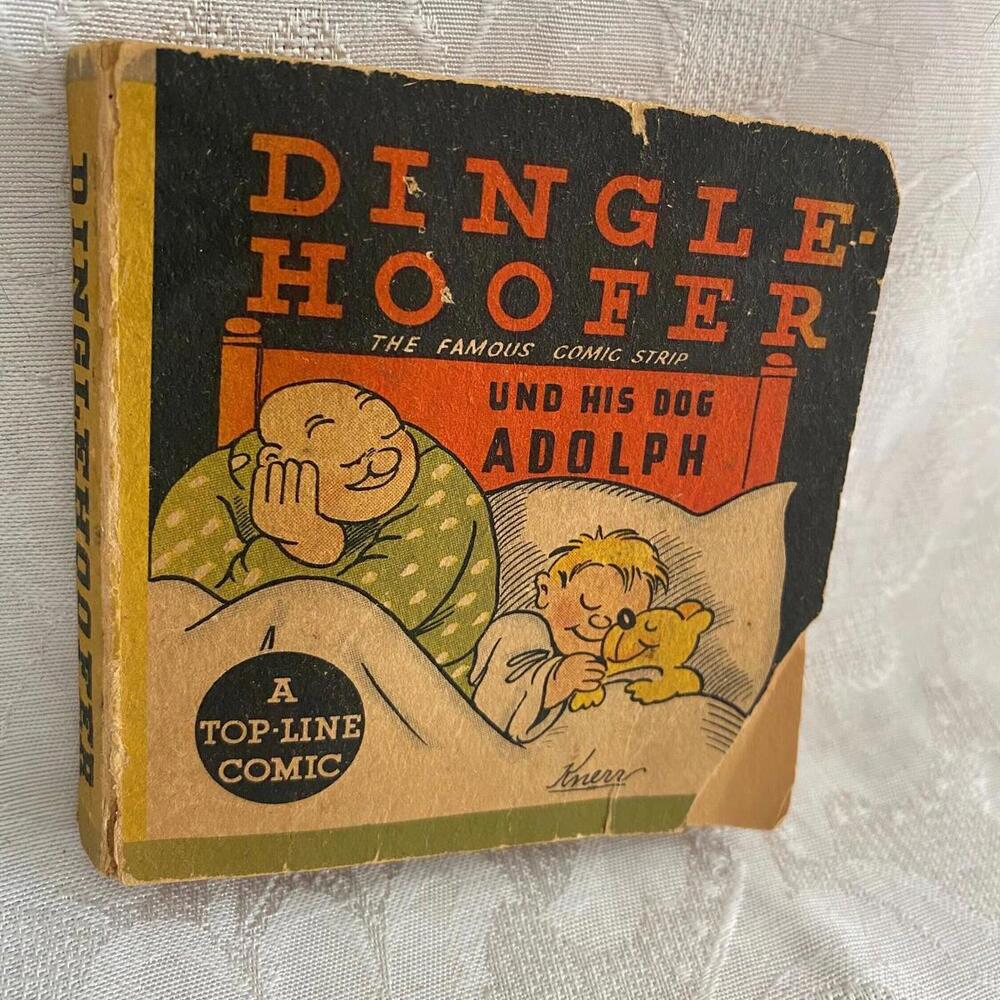 DINGLEHOOFER
DINGLE-
HOOFER
THE FAMOUS COMIC STRIP
UND HIS DOG
ADOLPH
A
TOP-LINE
COMIC
Knerr